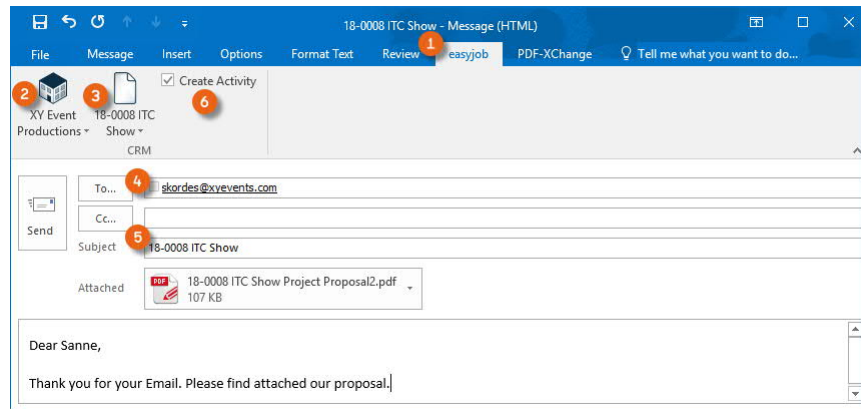 18-0008 ITC Show - Message (HTML)
File Message Insert Options Format Text Review 1 easyjob PDF-XChange Tell me what you want to do...
2 3 Create Activity
6
XY Event 18-0008 ITC
Productions Show
CRM
To... 4 skordes@xyevents.com
Cc...
Send
5
Subject 18-0008 ITC Show
Attached PDF 18-0008 ITC Show Project Proposal2.pdf
107 KB
Dear Sanne,
Thank you for your Email. Please find attached our proposal.